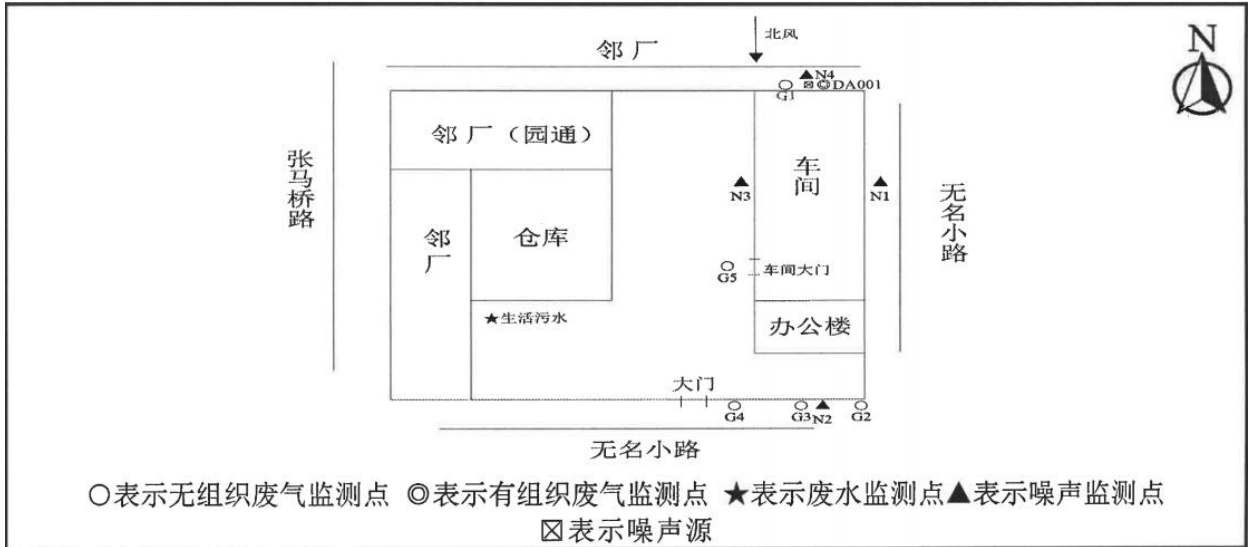 北风
N
邻 厂
N4
G1
DA001
邻 厂（园通）
车间
张马桥路
N3
N1
无名小路
邻厂
仓库
G5
车间大门
★生活污水
办公楼
大门
G4
G3
N2
G2
无名小路
○表示无组织废气监测点 ◎表示有组织废气监测点 ★表示废水监测点▲表示噪声监测点
☒表示噪声源